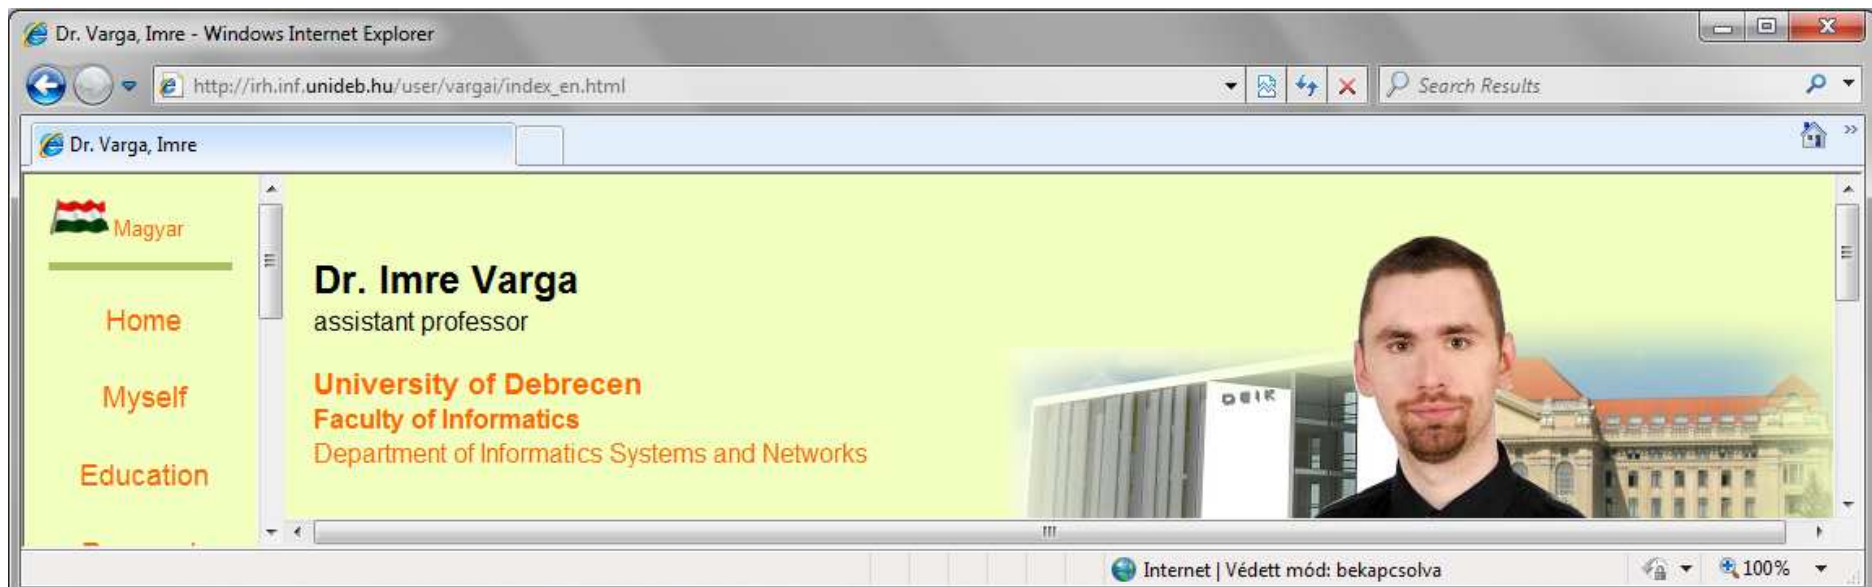 Dr. Varga, Imre - Windows Internet Explorer
http://irh.inf.unideb.hu/user/vargai/index_en.html
Search Results
Dr. Varga, Imre
Magyar
Home
Myself
Education
Dr. Imre Varga
assistant professor
University of Debrecen
Faculty of Informatics
Department of Informatics Systems and Networks
DEIK
Internet | Védett mód: bekapcsolva
100%